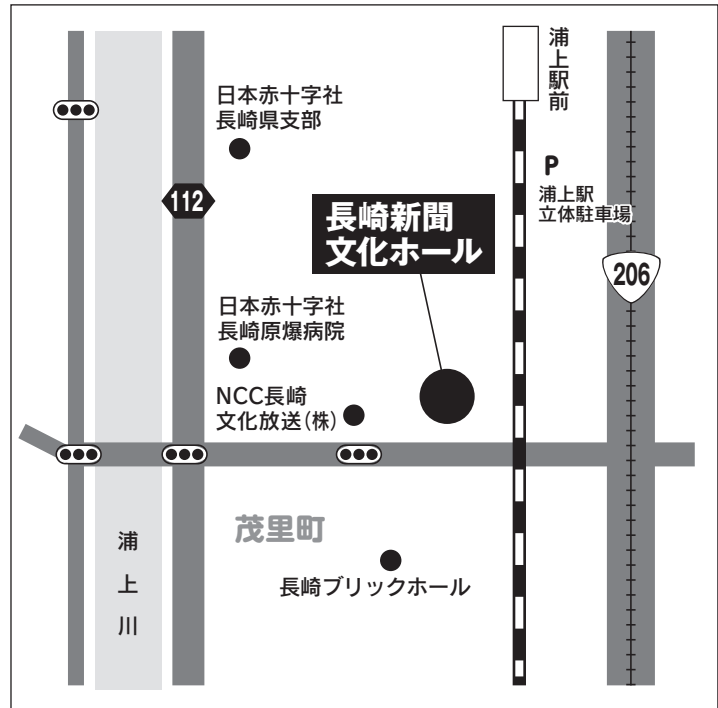 浦上駅前
日本赤十字社
長崎県支部
P
浦上駅
立体駐車場
112
長崎新聞
文化ホール
206
日本赤十字社
長崎原爆病院
NCC長崎
文化放送(株)
茂里町
浦上川
長崎ブリックホール